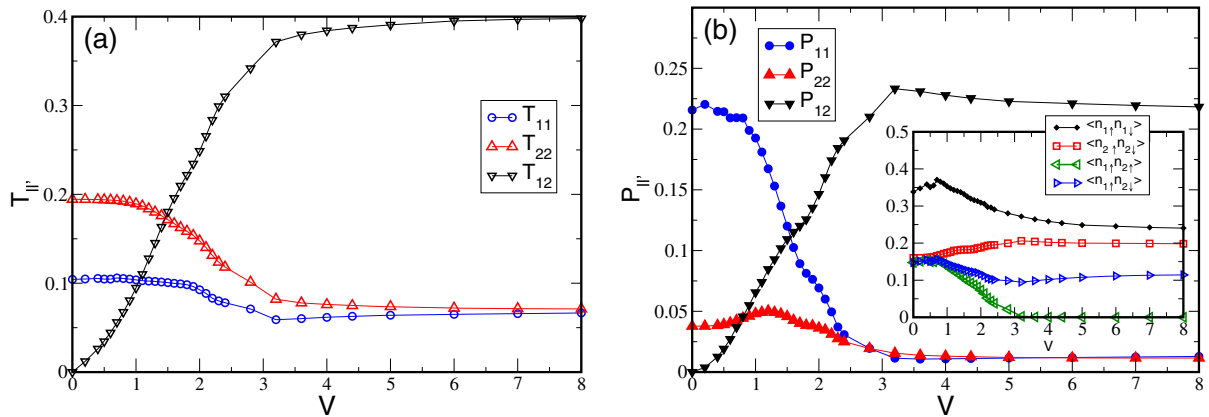 (a)
T_{ll'}
0.4
0.3
0.2
0.1
0
T_{11}
T_{22}
T_{12}
0 1 2 3 4 5 6 7 8
V
(b)
P_{ll'}
0.25
0.2
0.15
0.1
0.05
0
P_{11}
P_{22}
P_{12}
0 1 2 3 4 5 6 7 8
V
<n_{1↑}n_{1↓}>
<n_{2↑}n_{2↓}>
<n_{1↑}n_{2↑}>
<n_{1↑}n_{2↓}>
0.5
0.4
0.3
0.2
0.1
0
0 1 2 3 4 5 6 7 8
V